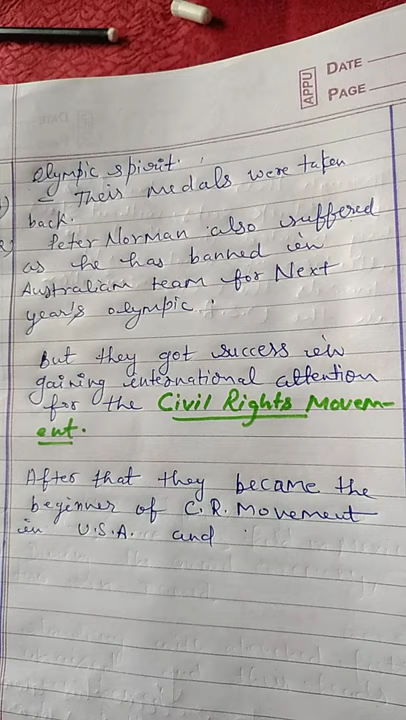 APPU
DATE
PAGE
Olympic spirit.
- Their medals were taken
back.
Peter Norman also suffered
as he has banned in
Australian team for Next
year's olympic.
But they got success in
gaining international attention
for the Civil Rights Movem-
ent.
After that they became the
beginner of C.R. Movement
in U.S.A. and